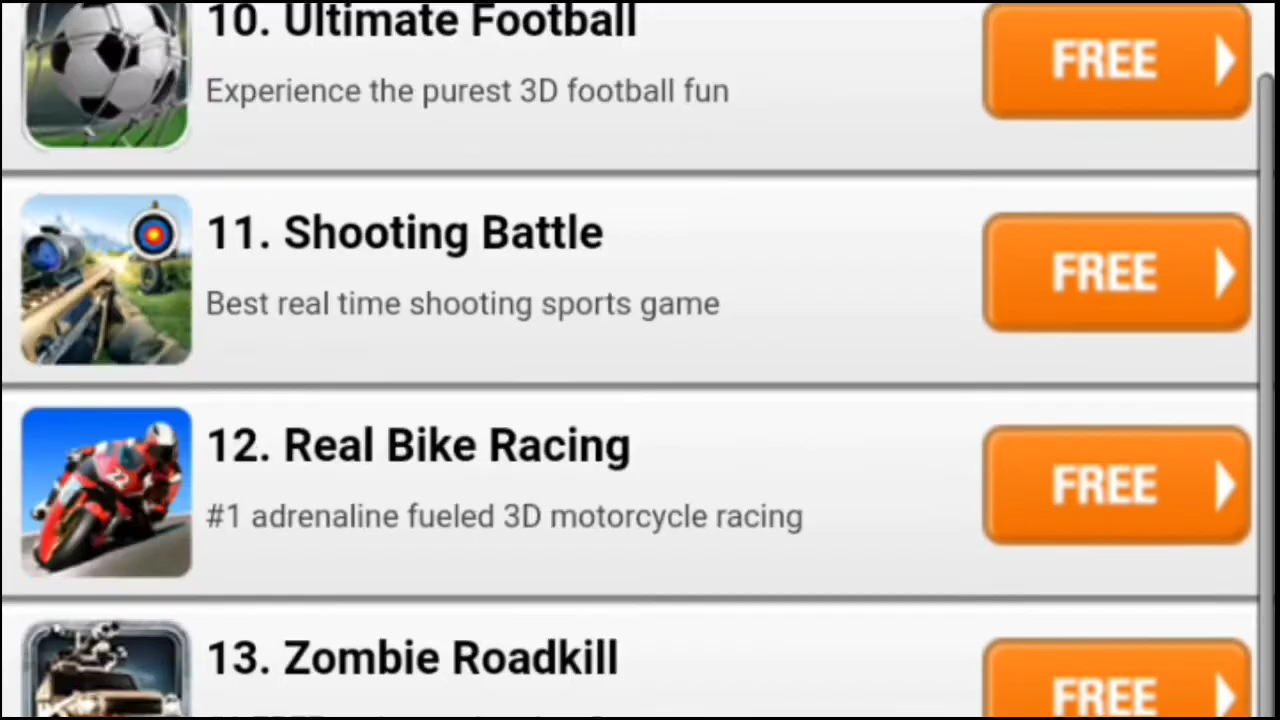 10. Ultimate Football
Experience the purest 3D football fun
FREE
11. Shooting Battle
Best real time shooting sports game
FREE
12. Real Bike Racing
#1 adrenaline fueled 3D motorcycle racing
FREE
13. Zombie Roadkill
FREE